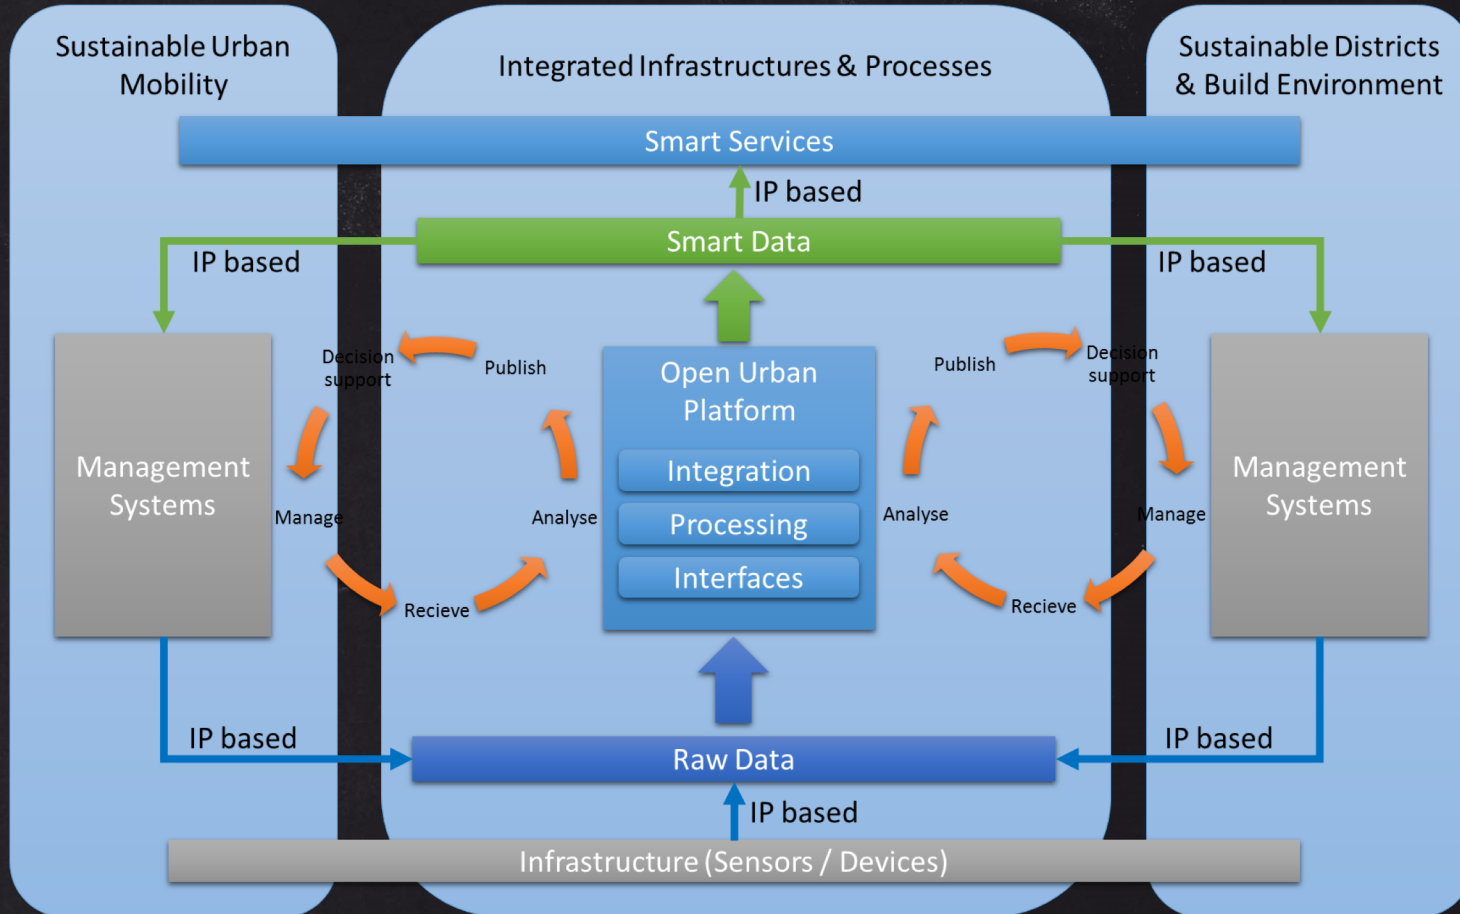 Sustainable Urban
Mobility
Integrated Infrastructures & Processes
Sustainable Districts
& Build Environment
Smart Services
IP based
Smart Data
IP based
IP based
Decision
support
Publish
Open Urban
Platform
Publish
Decision
support
Management
Systems
Integration
Management
Systems
Manage
Analyse
Processing
Analyse
Manage
Interfaces
Recieve
Recieve
IP based
IP based
Raw Data
IP based
Infrastructure (Sensors / Devices)